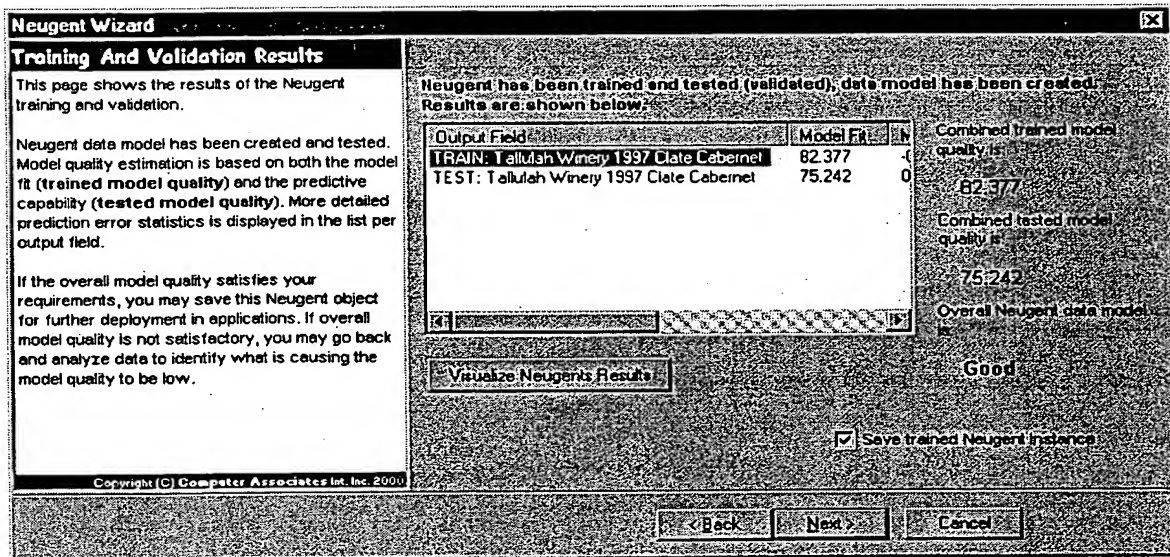 Neugent Wizard
Training And Validation Results
This page shows the results of the Neugent
training and validation.
Neugent data model has been created and tested.
Model quality estimation is based on both the model
fit (trained model quality) and the predictive
capability (tested model quality). More detailed
prediction error statistics is displayed in the list per
output field.
If the overall model quality satisfies your
requirements, you may save this Neugent object
for further deployment in applications. If overall
model quality is not satisfactory, you may go back
and analyze data to identify what is causing the
model quality to be low.
Copyright (C) Computer Associates Int. Inc. 2000
Neugent has been trained and tested (validated), data model has been created.
Results are shown below.
Output Field Model Fit M
TRAIN: Tallulah Winery 1997 Clate Cabernet 82.377 -0
TEST: Tallulah Winery 1997 Clate Cabernet 75.242 0
Visualize Neugents Results
Combined trained model
quality is:
82.377
Combined tested model
quality is:
75.242
Overall Neugent data model
is:
Good
Save trained Neugent Instance
< Back
Next >
Cancel